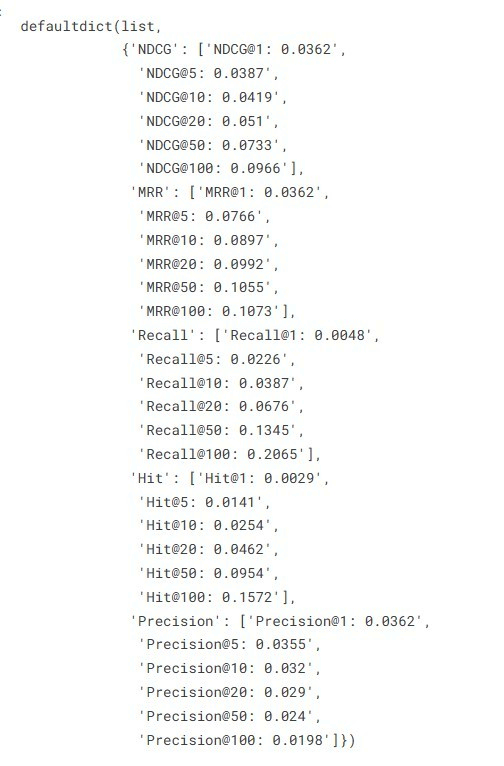 defaultdict(list,
{'NDCG': ['NDCG@1: 0.0362',
'NDCG@5: 0.0387',
'NDCG@10: 0.0419',
'NDCG@20: 0.051',
'NDCG@50: 0.0733',
'NDCG@100: 0.0966'],
'MRR': ['MRR@1: 0.0362',
'MRR@5: 0.0766',
'MRR@10: 0.0897',
'MRR@20: 0.0992',
'MRR@50: 0.1055',
'MRR@100: 0.1073'],
'Recall': ['Recall@1: 0.0048',
'Recall@5: 0.0226',
'Recall@10: 0.0387',
'Recall@20: 0.0676',
'Recall@50: 0.1345',
'Recall@100: 0.2065'],
'Hit': ['Hit@1: 0.0029',
'Hit@5: 0.0141',
'Hit@10: 0.0254',
'Hit@20: 0.0462',
'Hit@50: 0.0954',
'Hit@100: 0.1572'],
'Precision': ['Precision@1: 0.0362',
'Precision@5: 0.0355',
'Precision@10: 0.032',
'Precision@20: 0.029',
'Precision@50: 0.024',
'Precision@100: 0.0198']})